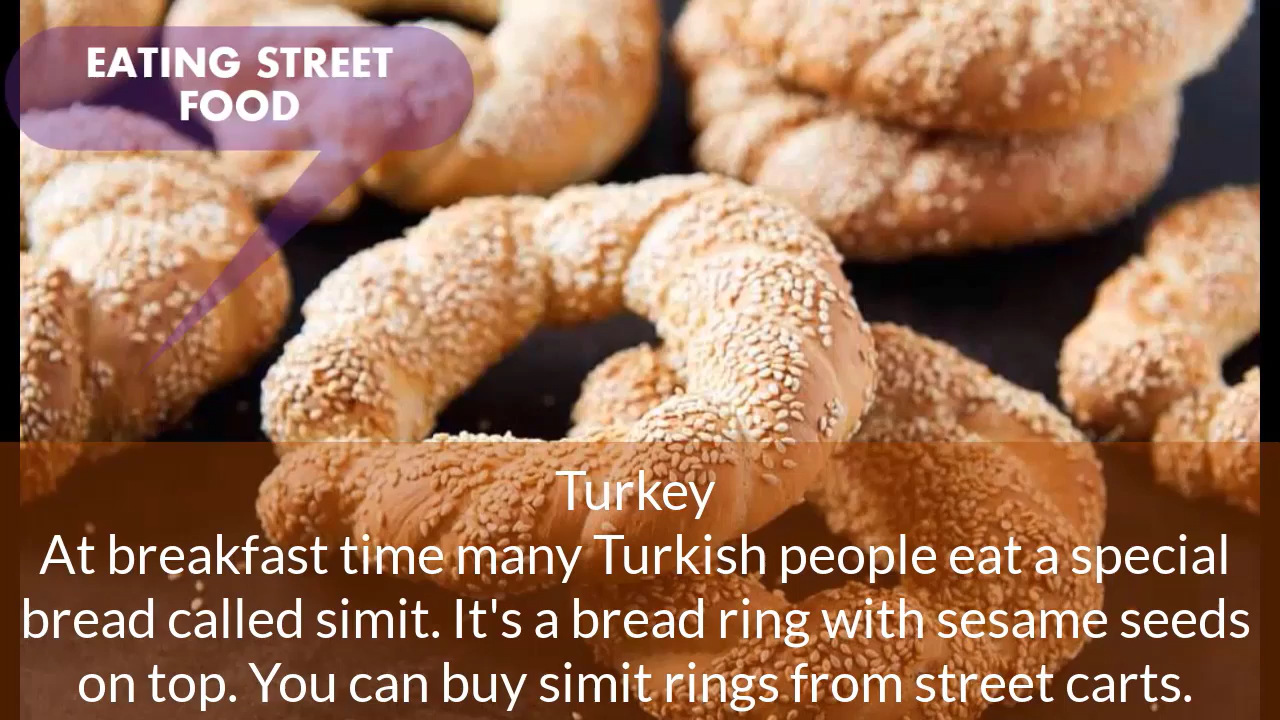 EATING STREET
FOOD
Turkey
At breakfast time many Turkish people eat a special
bread called simit. It's a bread ring with sesame seeds
on top. You can buy simit rings from street carts.